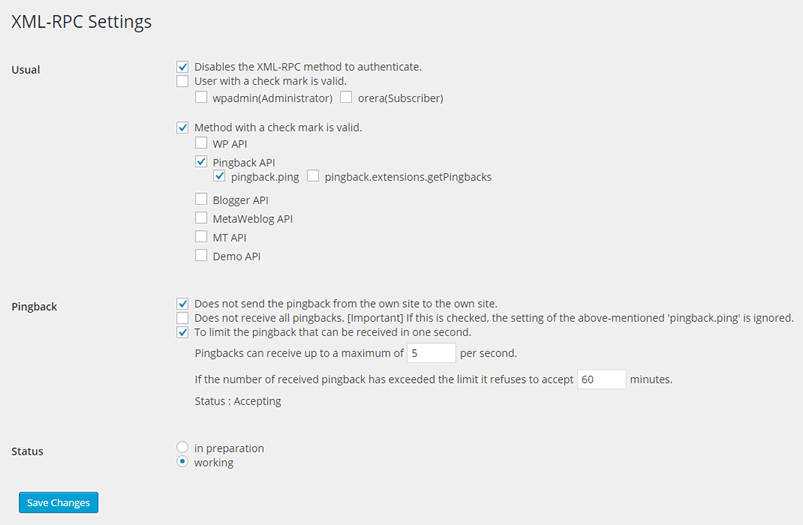 XML-RPC Settings
Usual
Disables the XML-RPC method to authenticate.
User with a check mark is valid.
wpadmin(Administrator) orera(Subscriber)
Method with a check mark is valid.
WP API
Pingback API
pingback.ping pingback.extensions.getPingbacks
Blogger API
MetaWeblog API
MT API
Demo API
Pingback
Does not send the pingback from the own site to the own site.
Does not receive all pingbacks. [Important] If this is checked, the setting of the above-mentioned 'pingback.ping' is ignored.
To limit the pingback that can be received in one second.
Pingbacks can receive up to a maximum of 5 per second.
If the number of received pingback has exceeded the limit it refuses to accept 60 minutes.
Status : Accepting
Status
in preparation
working
Save Changes